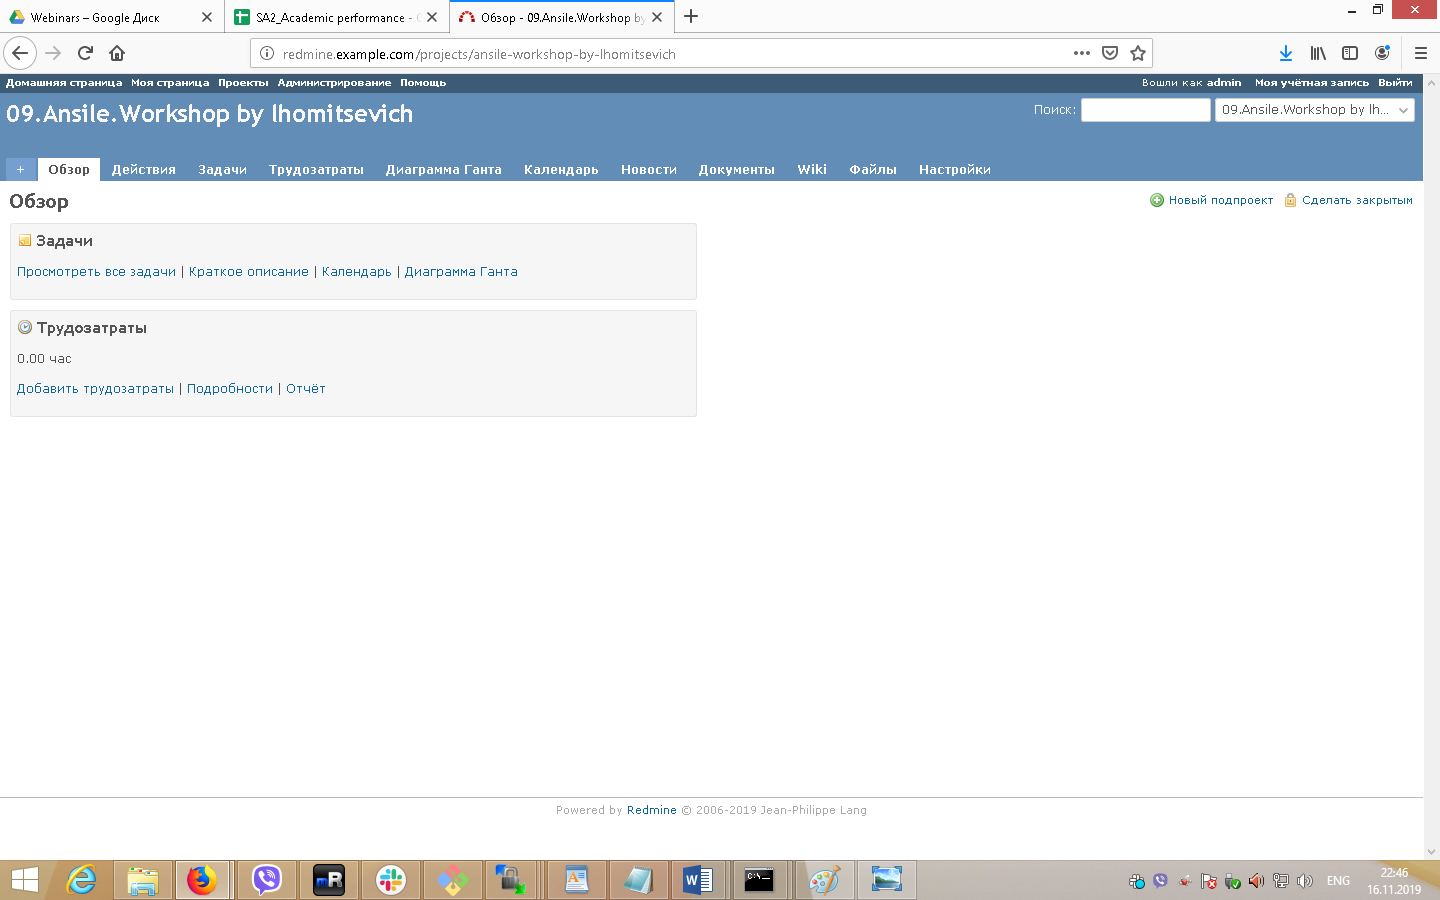 Webinars – Google Диск
SA2_Academic performance -
Обзор - 09.Ansile.Workshop by
redmine.example.com/projects/ansile-workshop-by-lhomitsevich
Домашняя страница Моя страница Проекты Администрирование Помощь
Вошли как admin Моя учётная запись Выйти
09.Ansile.Workshop by lhomitsevich
Поиск:
09.Ansile.Workshop by lh...
+ Обзор Действия Задачи Трудозатраты Диаграмма Ганта Календарь Новости Документы Wiki Файлы Настройки
Обзор
Новый подпроект Сделать закрытым
Задачи
Просмотреть все задачи | Краткое описание | Календарь | Диаграмма Ганта
Трудозатраты
0.00 час
Добавить трудозатраты | Подробности | Отчёт
Powered by Redmine © 2006-2019 Jean-Philippe Lang
mR
C:\_
ENG
22:46
16.11.2019